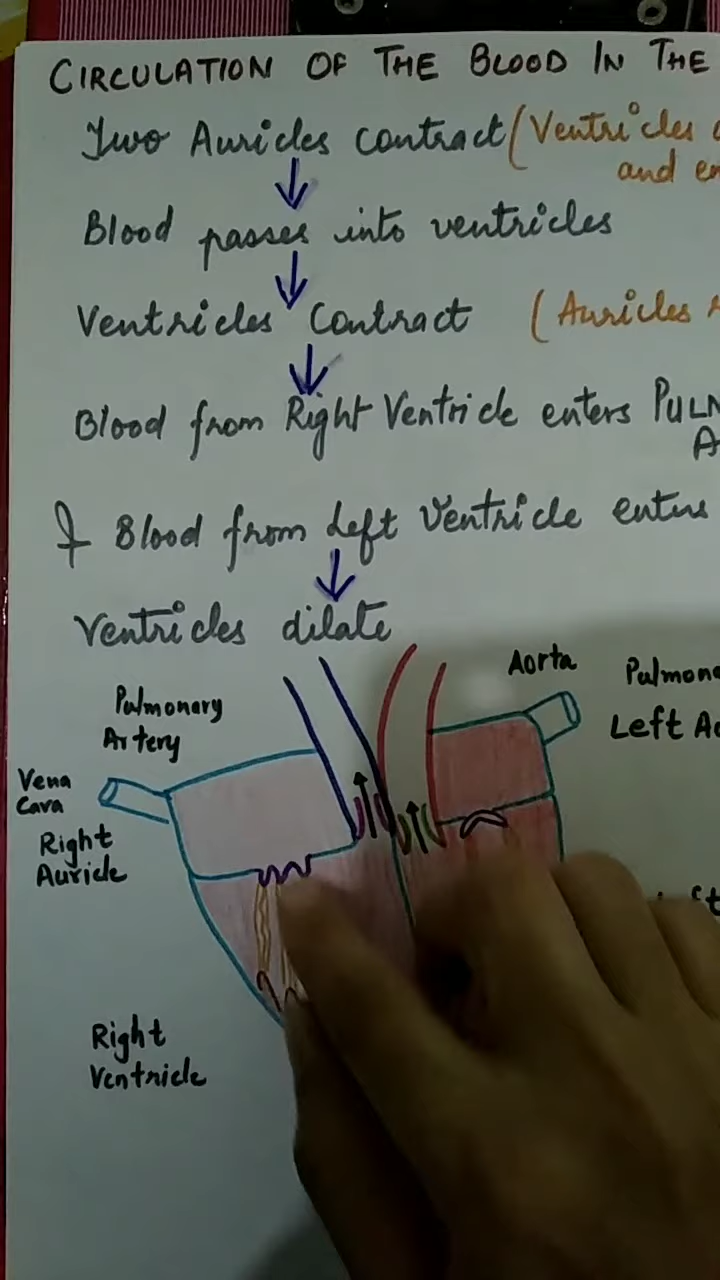 CIRCULATION OF THE BLOOD IN THE
Two Auricles contract (Ventricles
and
Blood passes into ventricles
Ventricles Contract (Auricles
Blood from Right Ventricle enters
& Blood from Left Ventricle enters
Ventricles dilate
Aorta
Pulmonary
Artery
Left
Vena
Cava
Right
Auricle
Right
Ventricle